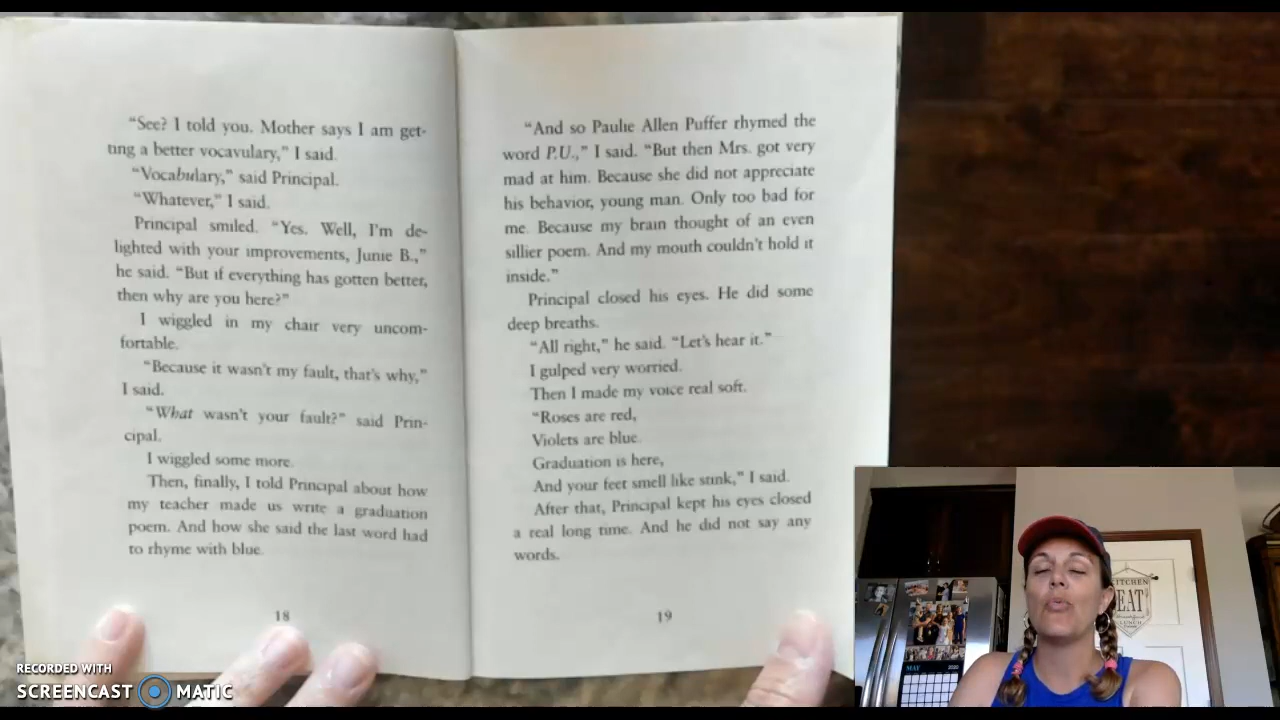 “See? I told you. Mother says I am get-
ting a better vocavulary,” I said.
“Vocabulary,” said Principal.
“Whatever,” I said.
Principal smiled. “Yes. Well, I’m de-
lighted with your improvements, Junie B.,”
he said. “But if everything has gotten better,
then why are you here?”
I wiggled in my chair very uncom-
fortable.
“Because it wasn’t my fault, that’s why,”
I said.
“What wasn’t your fault?” said Prin-
cipal.
I wiggled some more.
Then, finally, I told Principal about how
my teacher made us write a graduation
poem. And how she said the last word had
to rhyme with blue.
18
“And so Paulie Allen Puffer rhymed the
word P.U.,” I said. “But then Mrs. got very
mad at him. Because she did not appreciate
his behavior, young man. Only too bad for
me. Because my brain thought of an even
sillier poem. And my mouth couldn’t hold it
inside.”
Principal closed his eyes. He did some
deep breaths.
“All right,” he said. “Let’s hear it.”
I gulped very worried.
Then I made my voice real soft.
“Roses are red,
Violets are blue.
Graduation is here,
And your feet smell like stink,” I said.
After that, Principal kept his eyes closed
a real long time. And he did not say any
words.
19
KITCHEN
EAT
LUNCH
MAY 2020
RECORDED WITH
SCREENCAST MATIC